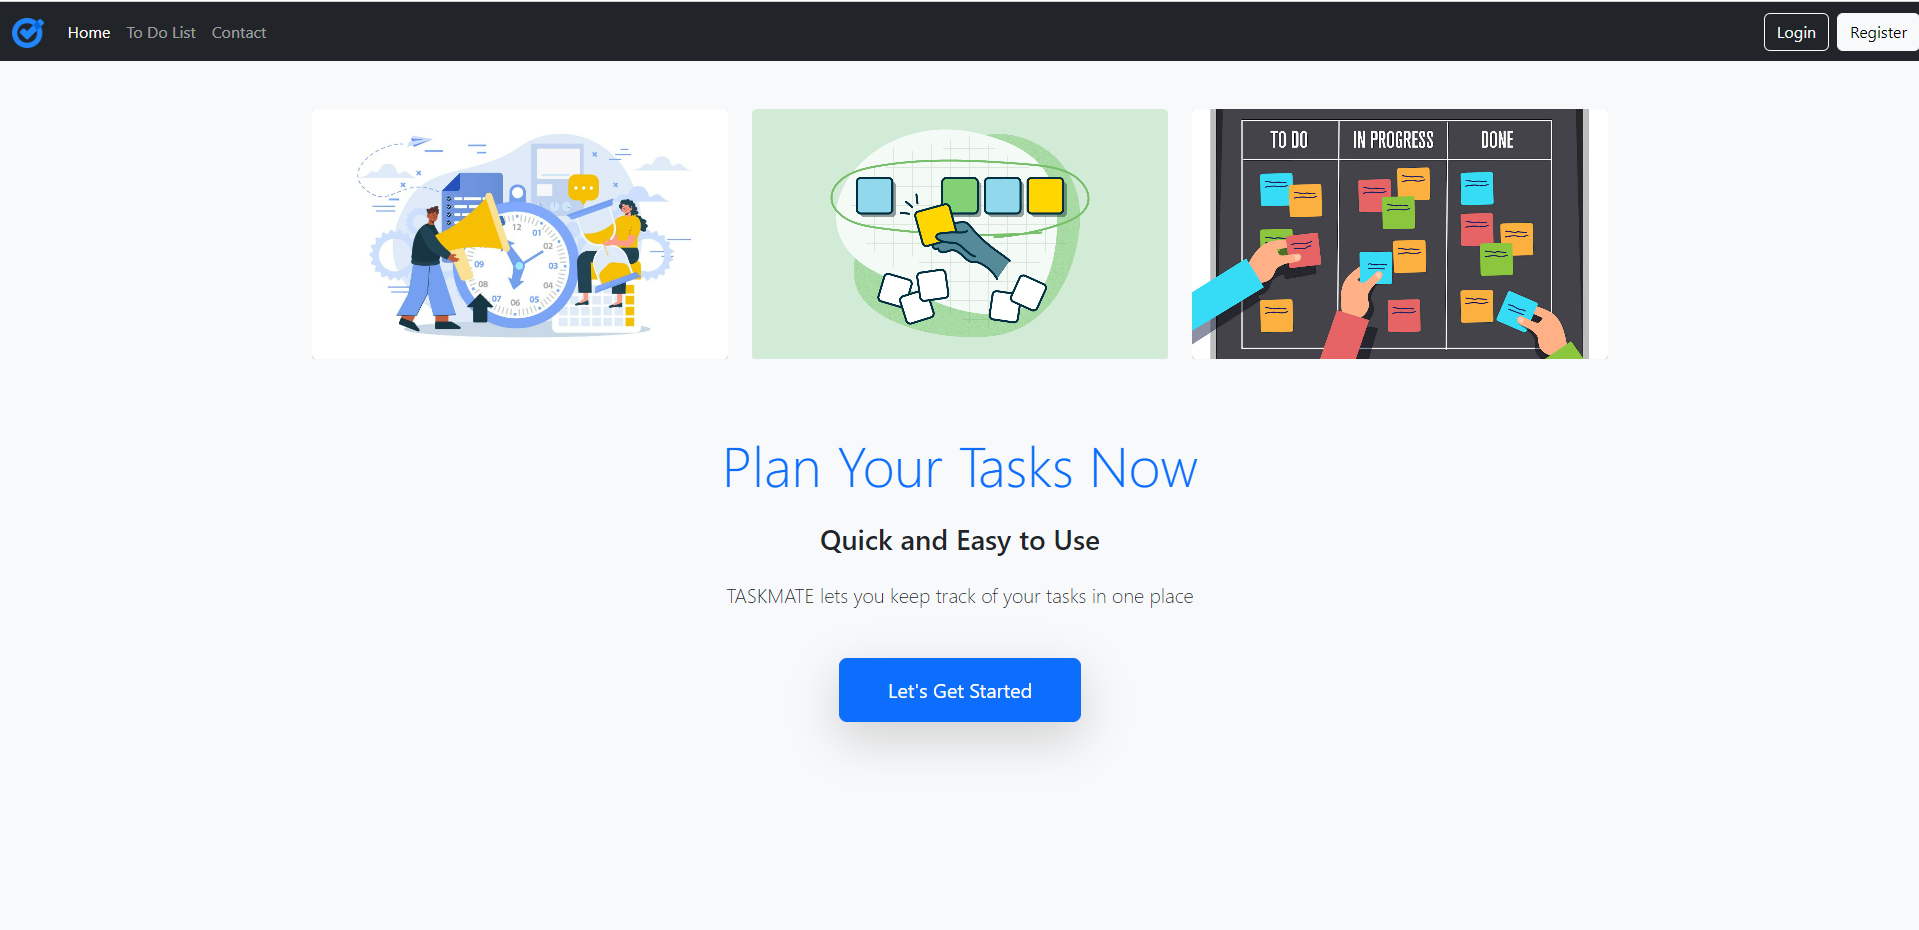 Home To Do List Contact Login Register
12
01
02
03
04
05
06
07
08
09
TO DO IN PROGRESS DONE
Plan Your Tasks Now
Quick and Easy to Use
TASKMATE lets you keep track of your tasks in one place
Let's Get Started